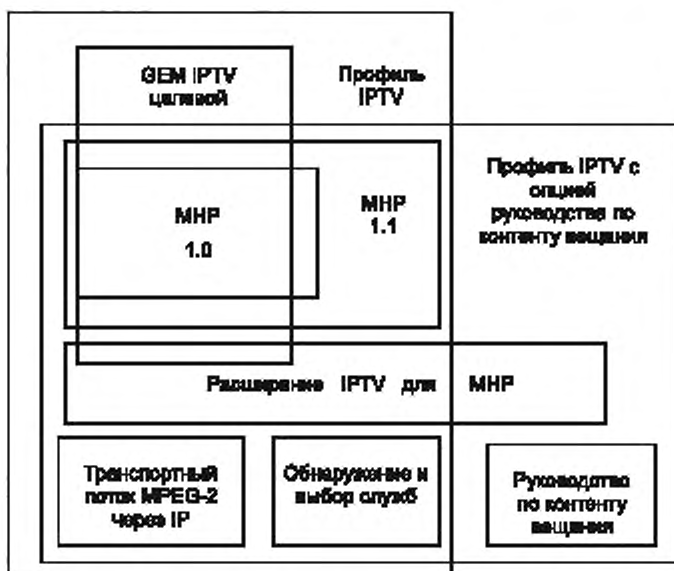 GEM IPTV
целевой
Профиль
IPTV
Профиль IPTV с
опцией
руководства по
контенту вещания
MHP
1.0
MHP
1.1
Расширение IPTV для MHP
Транспортный
поток MPEG-2
через IP
Обнаружение и
выбор служб
Руководство
по контенту
вещания